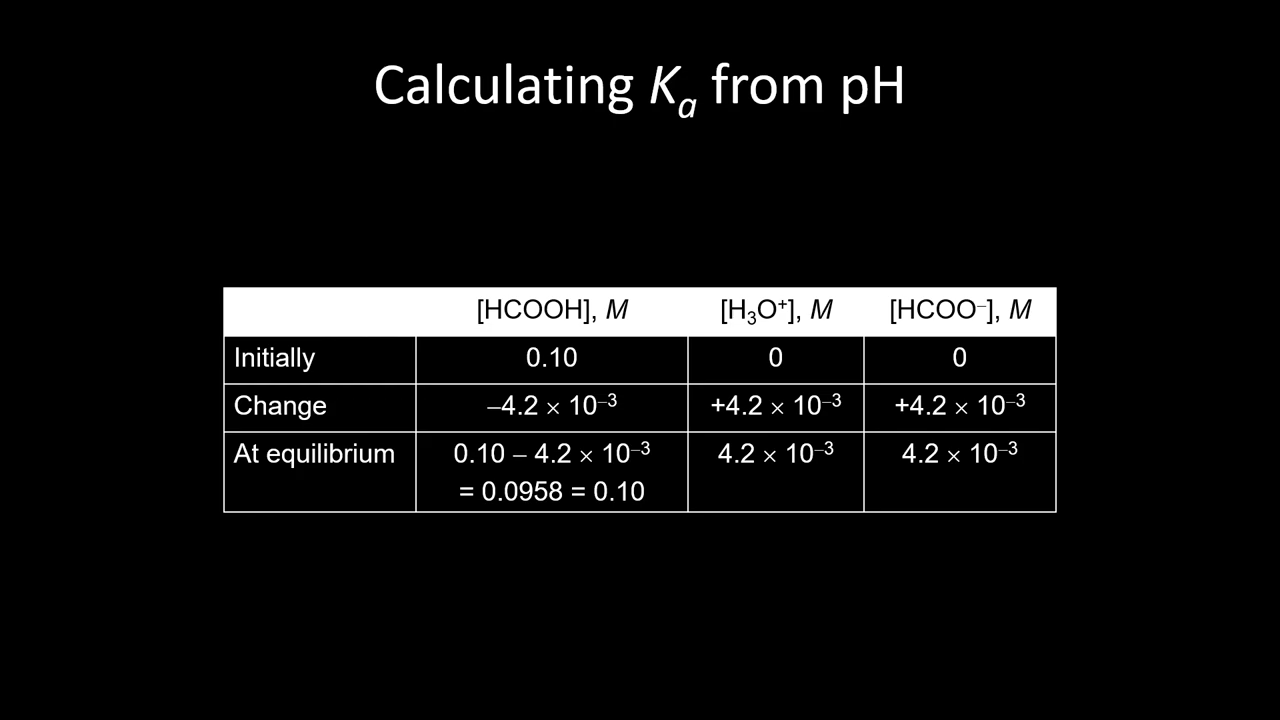 Calculating Kₐ from pH
[HCOOH], M [H₃O⁺], M [HCOO⁻], M
Initially 0.10 0 0
Change –4.2 × 10⁻³ +4.2 × 10⁻³ +4.2 × 10⁻³
At equilibrium 0.10 – 4.2 × 10⁻³ 4.2 × 10⁻³ 4.2 × 10⁻³
= 0.0958 = 0.10